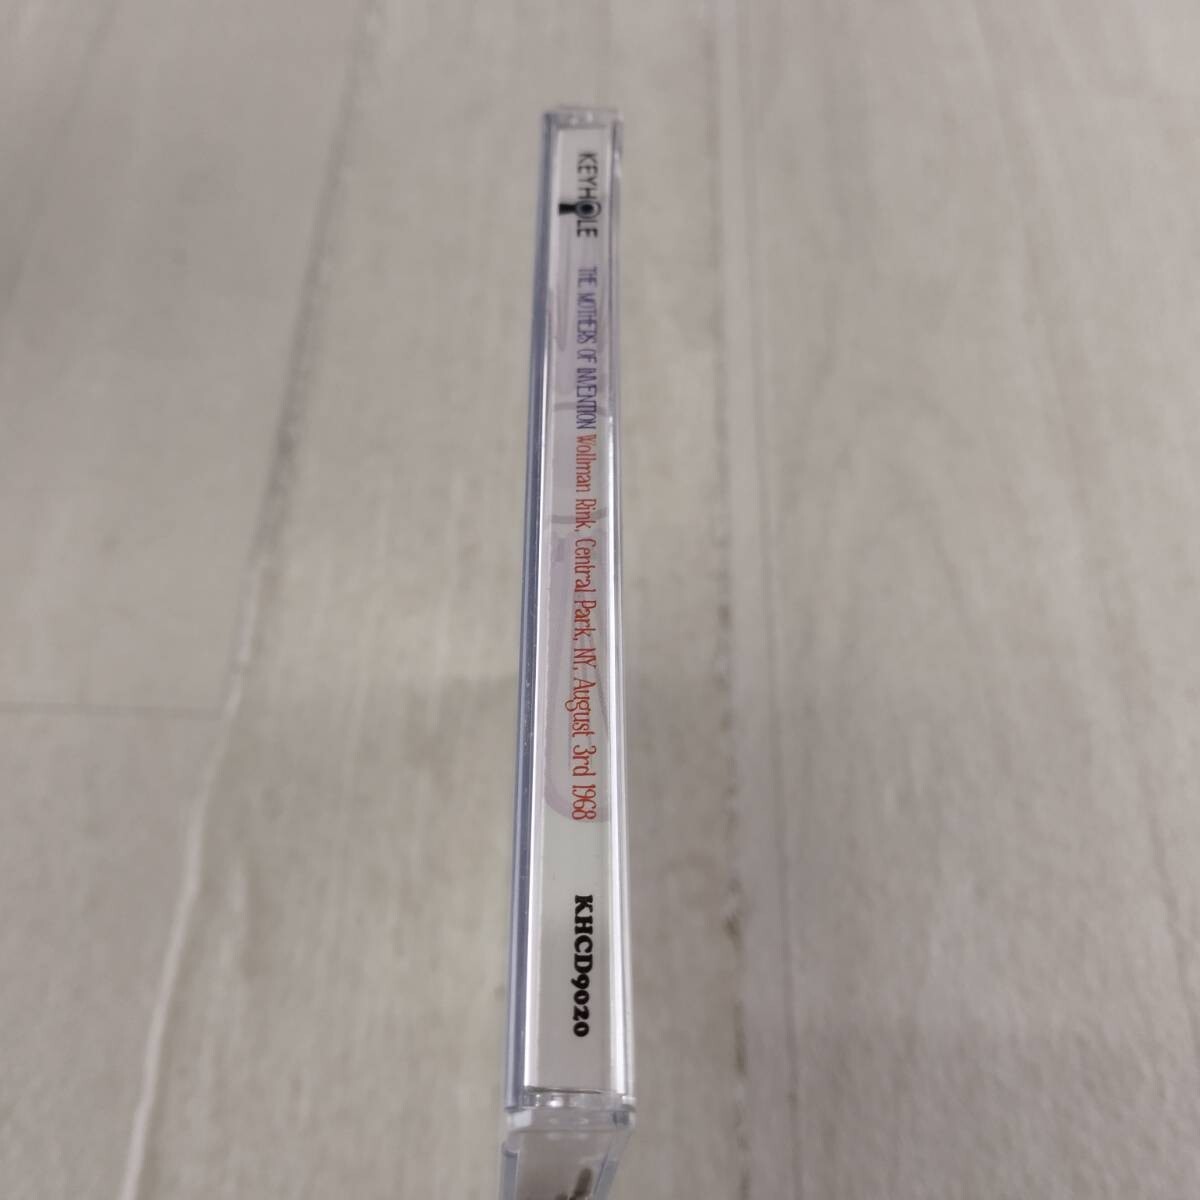 KEYHOLE THE MOTHERS OF INVENTION Wollman Rink, Central Park, NY, August 3rd 1968 KHCD9020